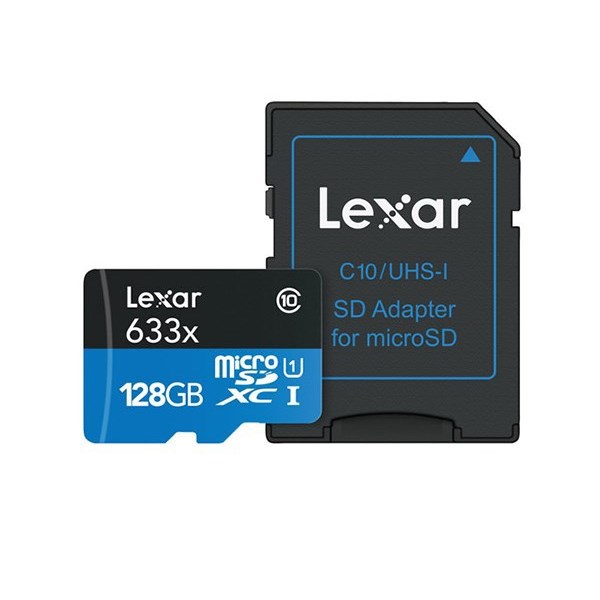 Lexar
C10/UHS-I
SD Adapter
for microSD
Lexar 10
633x
128GB
micro SD XC I U1